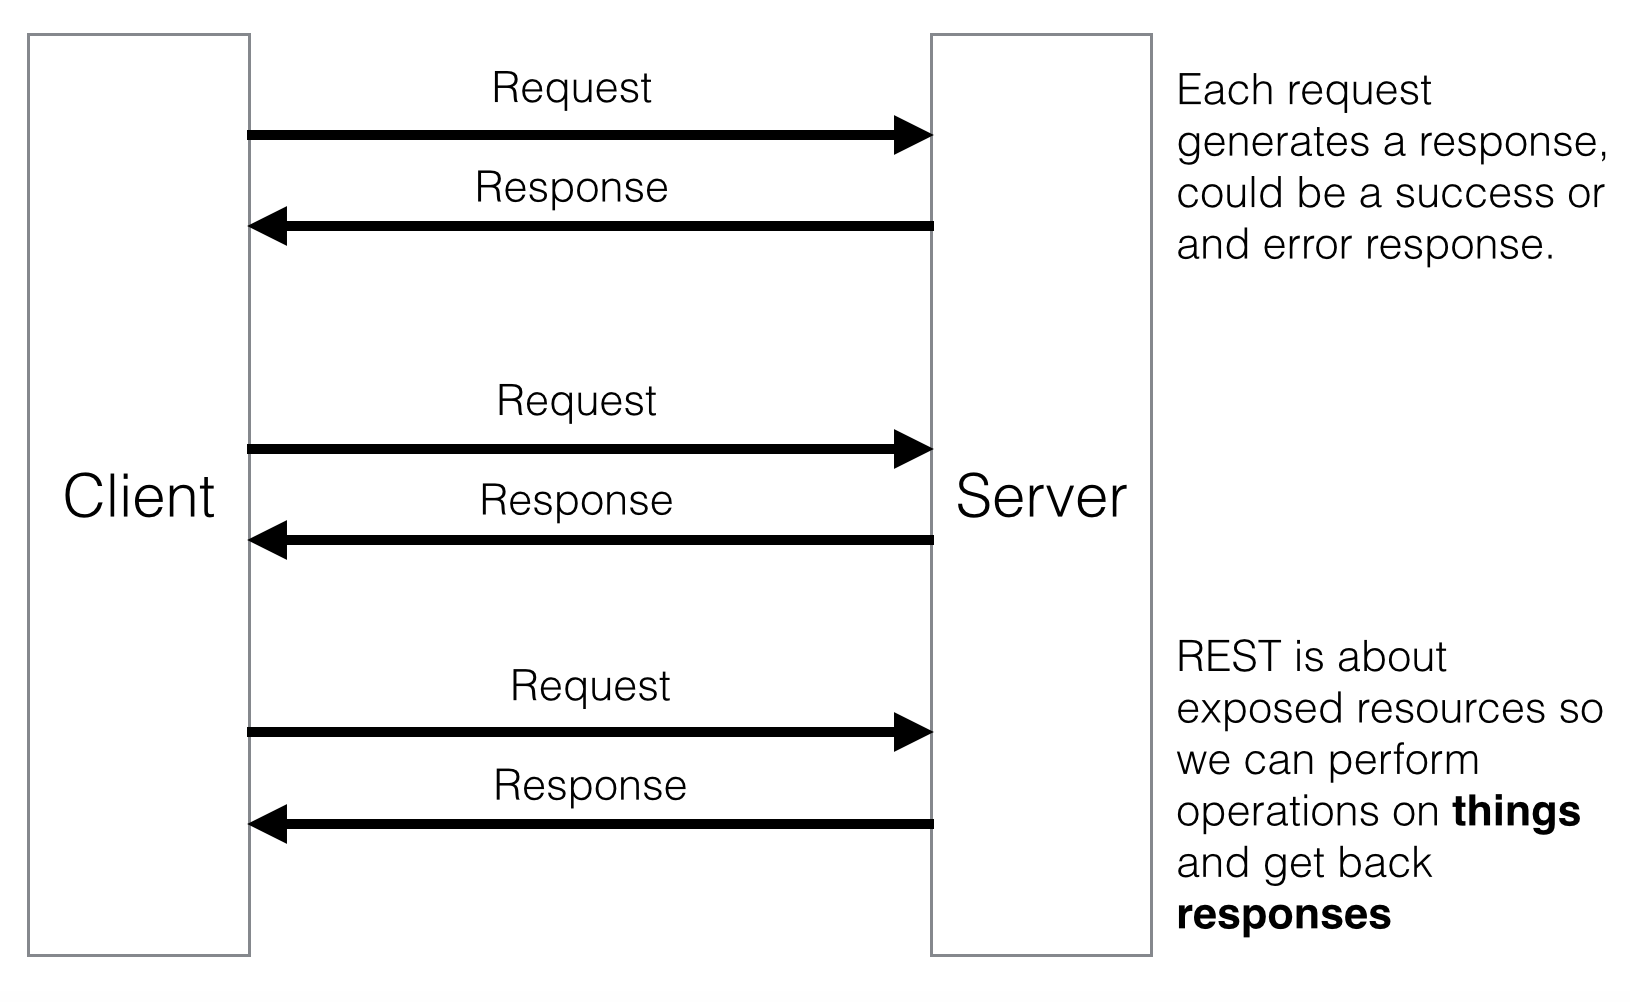 Request
Response
Request
Response
Request
Response
Client
Server
Each request
generates a response,
could be a success or
and error response.
REST is about
exposed resources so
we can perform
operations on things
and get back
responses